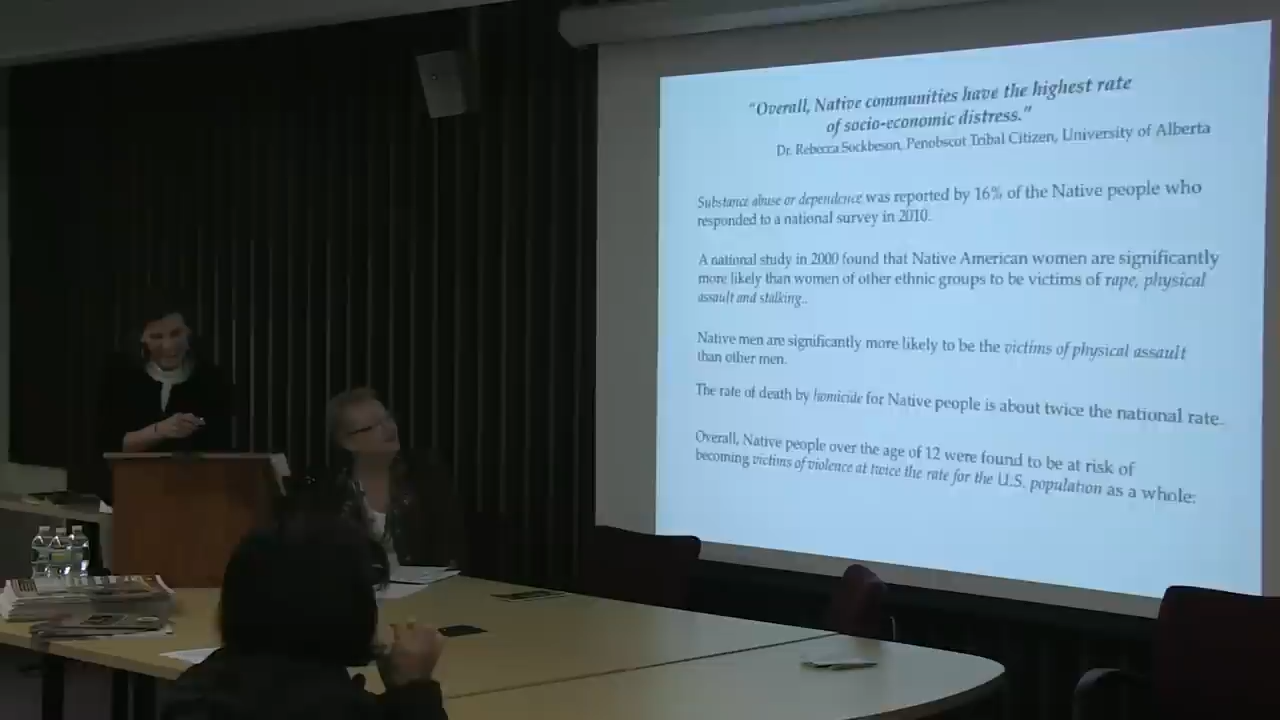 "Overall, Native communities have the highest rate
of socio-economic distress."
Dr. Rebecca Sockbeson, Penobscot Tribal Citizen, University of Alberta
Substance abuse or dependence was reported by 16% of the Native people who
responded to a national survey in 2010.
A national study in 2000 found that Native American women are significantly
more likely than women of other ethnic groups to be victims of rape, physical
assault and stalking..
Native men are significantly more likely to be the victims of physical assault
than other men.
The rate of death by homicide for Native people is about twice the national rate.
Overall, Native people over the age of 12 were found to be at risk of
becoming victims of violence at twice the rate for the U.S. population as a whole: